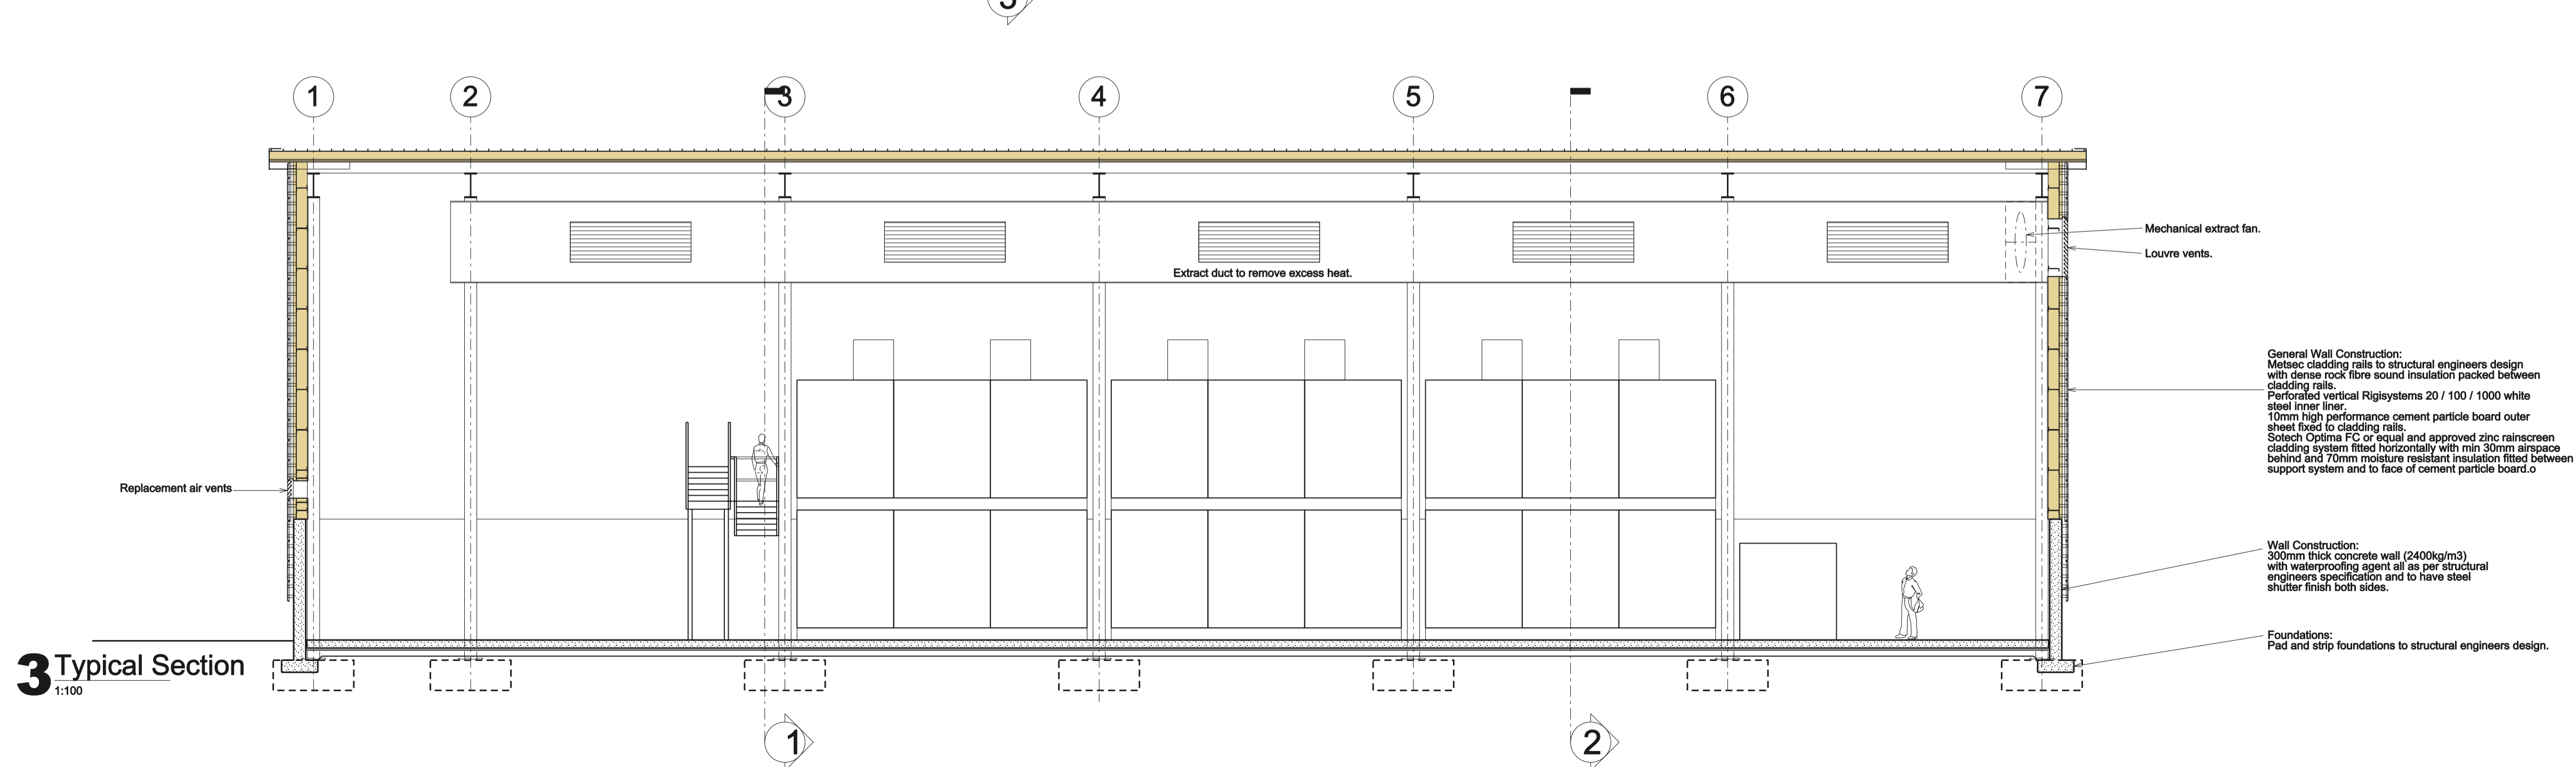 3
1
2
3
4
5
6
7
Mechanical extract fan.
Louvre vents.
Extract duct to remove excess heat.
General Wall Construction:
Metsec cladding rails to structural engineers design
with dense rock fibre sound insulation packed between
cladding rails.
Perforated vertical Rigisystems 20 / 100 / 1000 white
steel inner liner.
10mm high performance cement particle board outer
sheet fixed to cladding rails.
Sotech Optima FC or equal and approved zinc rainscreen
cladding system fitted horizontally with min 30mm airspace
behind and 70mm moisture resistant insulation fitted between
support system and to face of cement particle board.o
Replacement air vents
Wall Construction:
300mm thick concrete wall (2400kg/m3)
with waterproofing agent all as per structural
engineers specification and to have steel
shutter finish both sides.
Foundations:
Pad and strip foundations to structural engineers design.
3 Typical Section
1:100
1
2